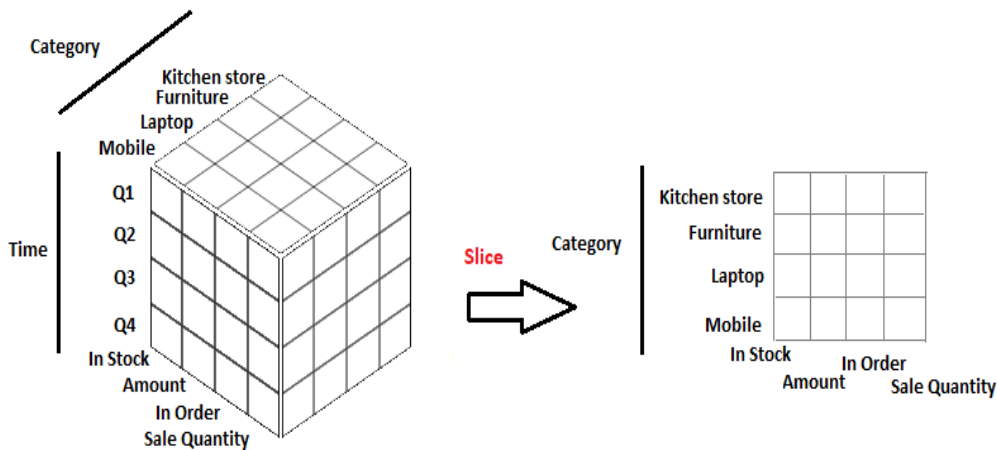 Category
Kitchen store
Furniture
Laptop
Mobile
Time
Q1
Q2
Q3
Q4
In Stock
Amount
In Order
Sale Quantity
Slice
Category
Kitchen store
Furniture
Laptop
Mobile
In Stock
Amount
In Order
Sale Quantity